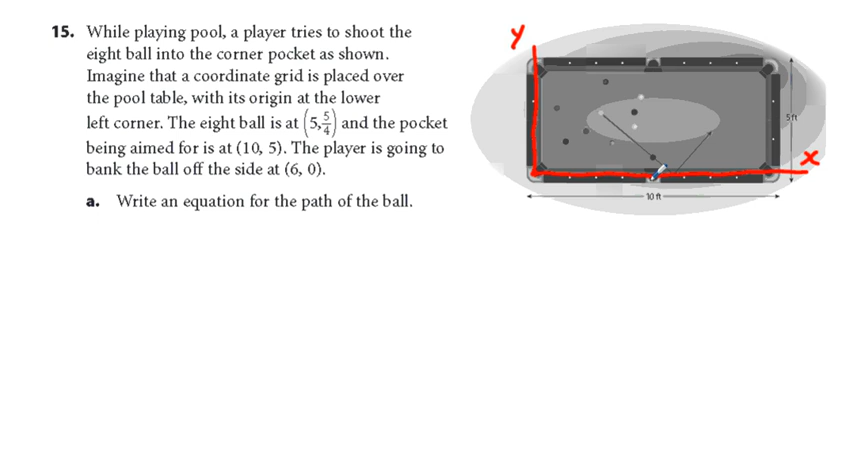 15. While playing pool, a player tries to shoot the
eight ball into the corner pocket as shown.
Imagine that a coordinate grid is placed over
the pool table, with its origin at the lower
left corner. The eight ball is at (5, 5/4) and the pocket
being aimed for is at (10, 5). The player is going to
bank the ball off the side at (6, 0).
a. Write an equation for the path of the ball.
y
5 ft
x
10 ft